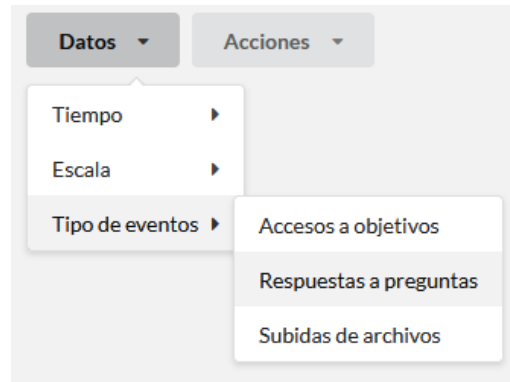 Datos
Acciones
Tiempo
Escala
Tipo de eventos
Accesos a objetivos
Respuestas a preguntas
Subidas de archivos